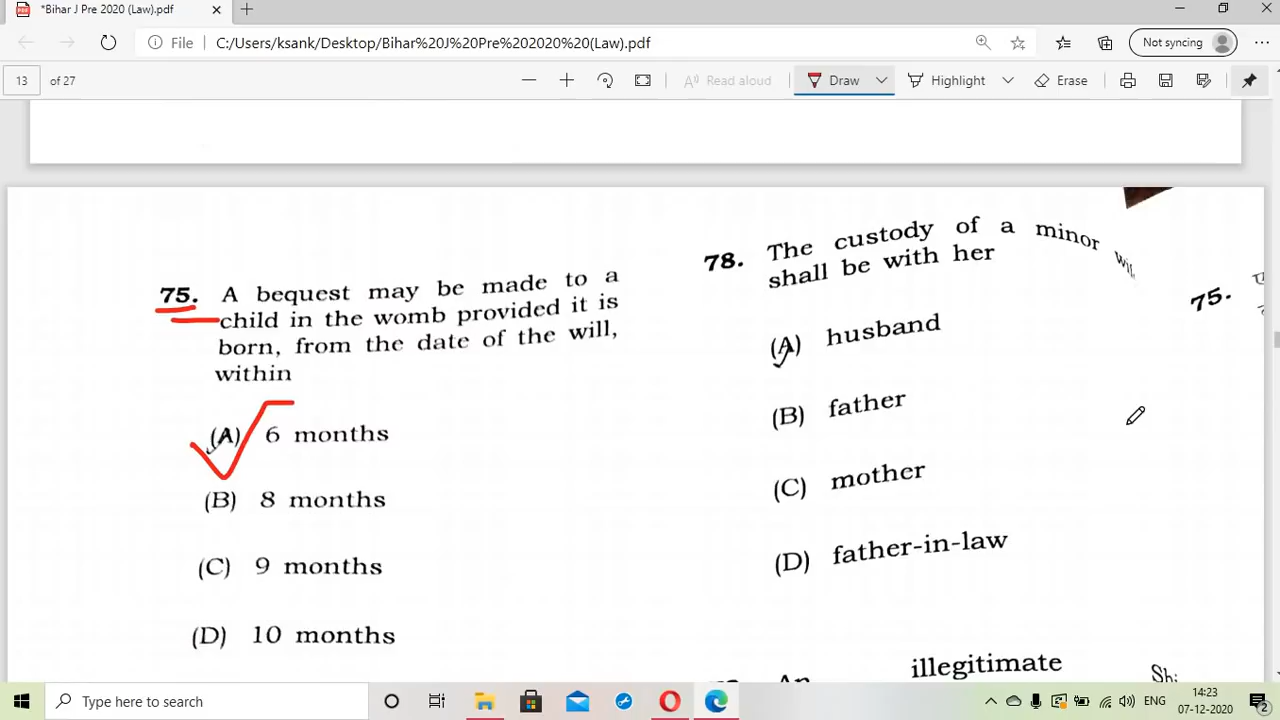 *Bihar J Pre 2020 (Law).pdf
File
C:/Users/ksank/Desktop/Bihar%20J%20Pre%202020%20(Law).pdf
Not syncing
13 of 27
Read aloud
Draw
Highlight
Erase
75. A bequest may be made to a
child in the womb provided it is
born, from the date of the will,
within
(A) 6 months
(B) 8 months
(C) 9 months
(D) 10 months
78. The custody of a minor
shall be with her
(A) husband
(B) father
(C) mother
(D) father-in-law
illegitimate
75.
Type here to search
ENG
14:23
07-12-2020
2